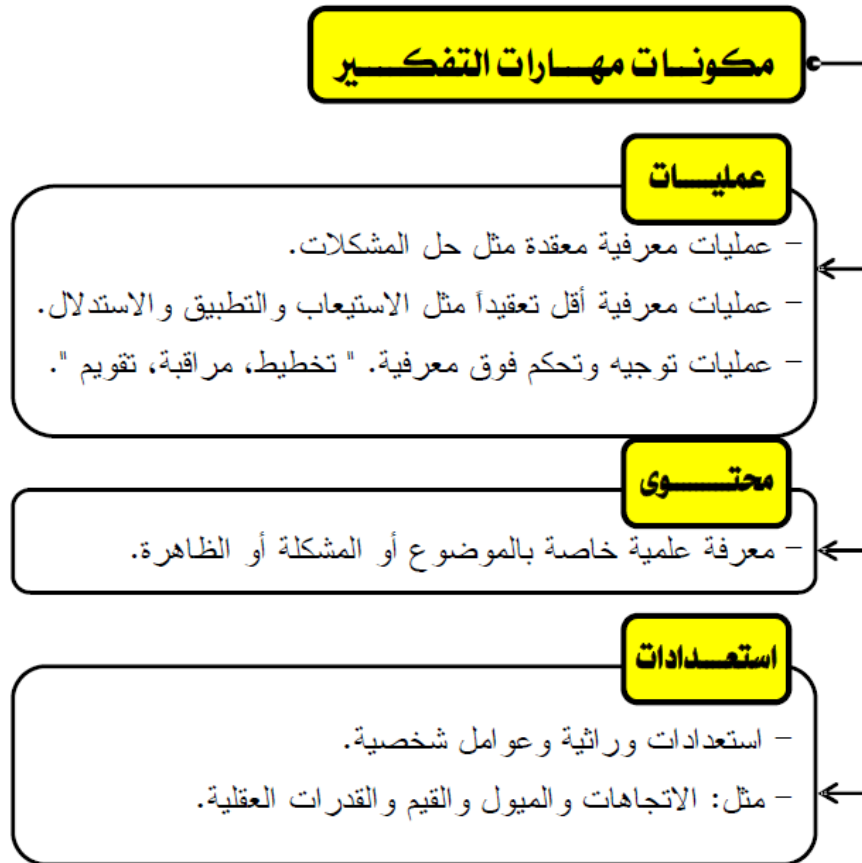 مكونات مهارات التفكير
عمليات
- عمليات معرفية معقدة مثل حل المشكلات.
- عمليات معرفية أقل تعقيداً مثل الاستيعاب والتطبيق والاستدلال.
- عمليات توجيه وتحكم فوق معرفية. " تخطيط، مراقبة، تقويم ".
محتوى
- معرفة علمية خاصة بالموضوع أو المشكلة أو الظاهرة.
استعدادات
- استعدادات وراثية وعوامل شخصية.
- مثل: الاتجاهات والميول والقيم والقدرات العقلية.